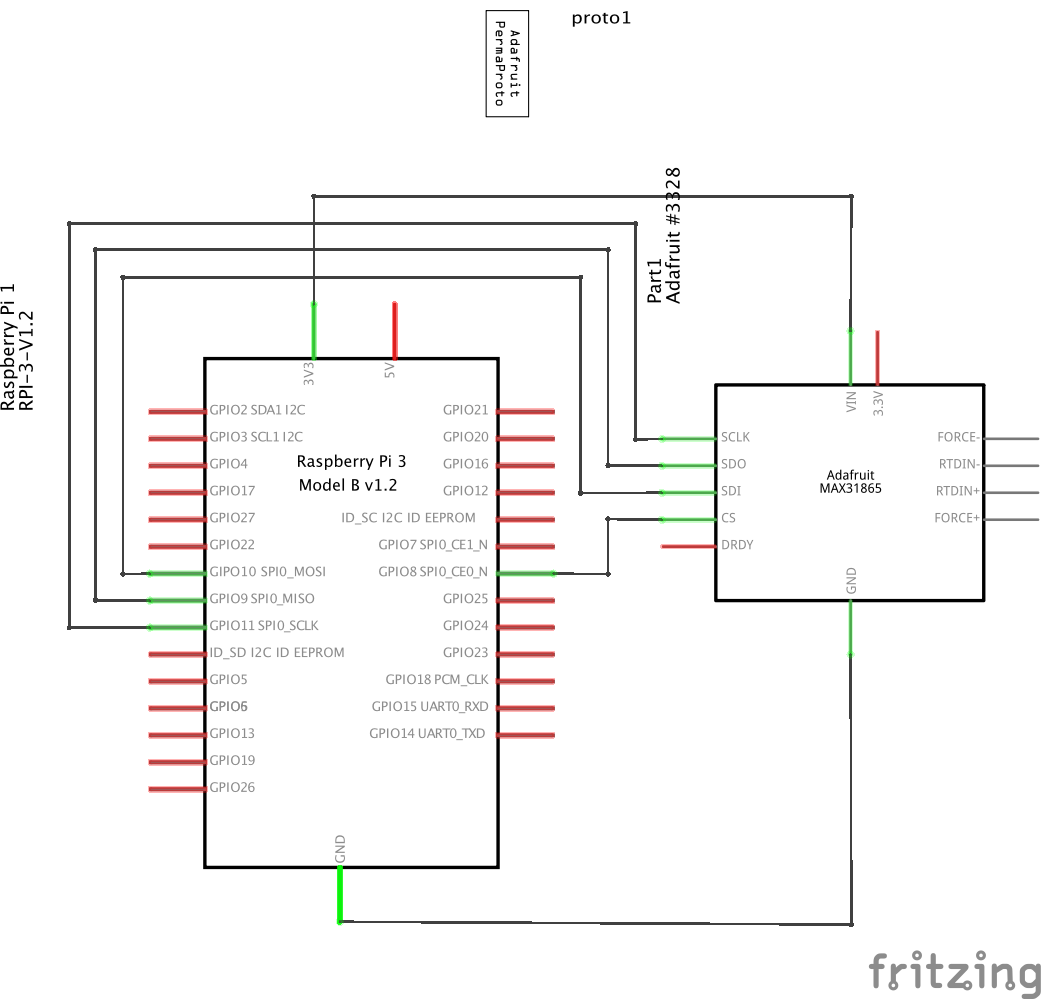 proto1
Adafruit
PermaProto
Part1
Adafruit #3328
Raspberry Pi 1
RPI-3-V1.2
3V3
5V
GPIO2 SDA1 I2C
GPIO3 SCL1 I2C
GPIO4
GPIO17
GPIO27
GPIO22
GIPO10 SPI0_MOSI
GPIO9 SPI0_MISO
GPIO11 SPI0_SCLK
ID_SD I2C ID EEPROM
GPIO5
GPIO6
GPIO13
GPIO19
GPIO26
Raspberry Pi 3
Model B v1.2
GPIO21
GPIO20
GPIO16
GPIO12
ID_SC I2C ID EEPROM
GPIO7 SPI0_CE1_N
GPIO8 SPI0_CE0_N
GPIO25
GPIO24
GPIO23
GPIO18 PCM_CLK
GPIO15 UART0_RXD
GPIO14 UART0_TXD
GND
VIN
3.3V
SCLK
SDO
SDI
CS
DRDY
Adafruit
MAX31865
FORCE-
RTDIN-
RTDIN+
FORCE+
GND
fritzing